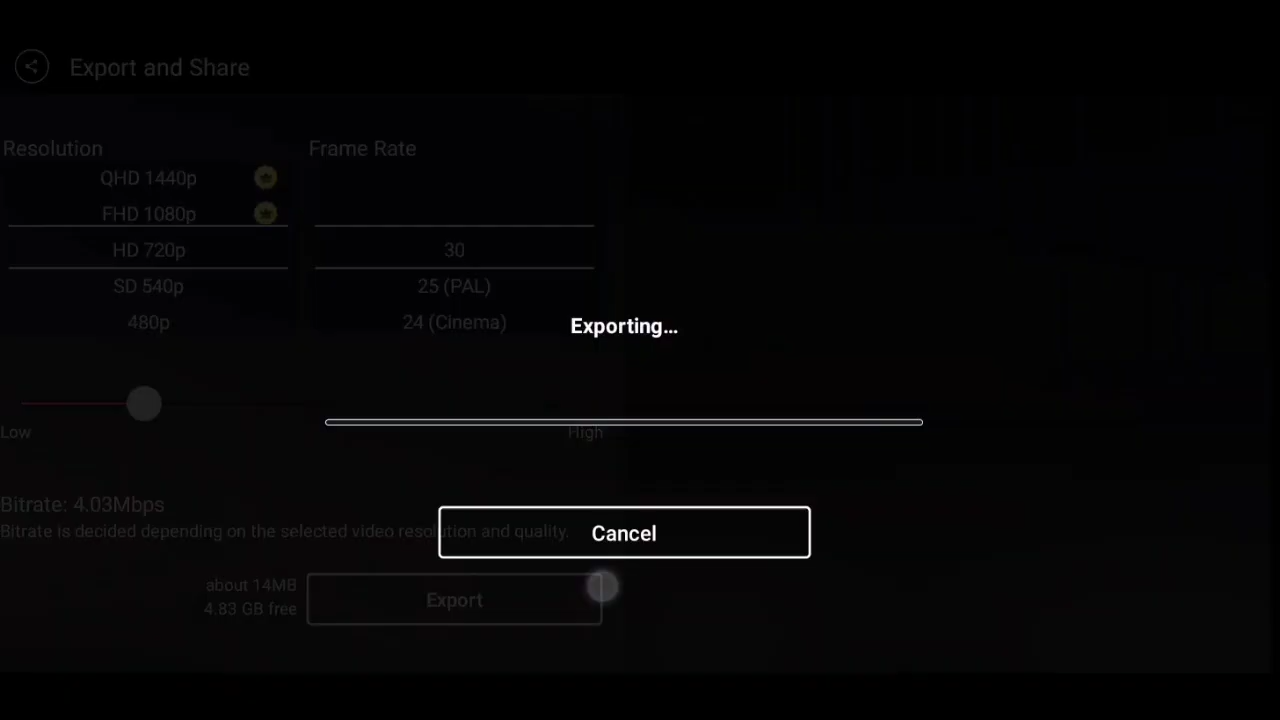 Export and Share
Resolution
Frame Rate
QHD 1440p
FHD 1080p
HD 720p
30
SD 540p
25 (PAL)
480p
24 (Cinema)
Exporting...
Low
High
Bitrate: 4.03Mbps
Bitrate is decided depending on the selected video resolution and quality.
Cancel
about 14MB
4.83 GB free
Export